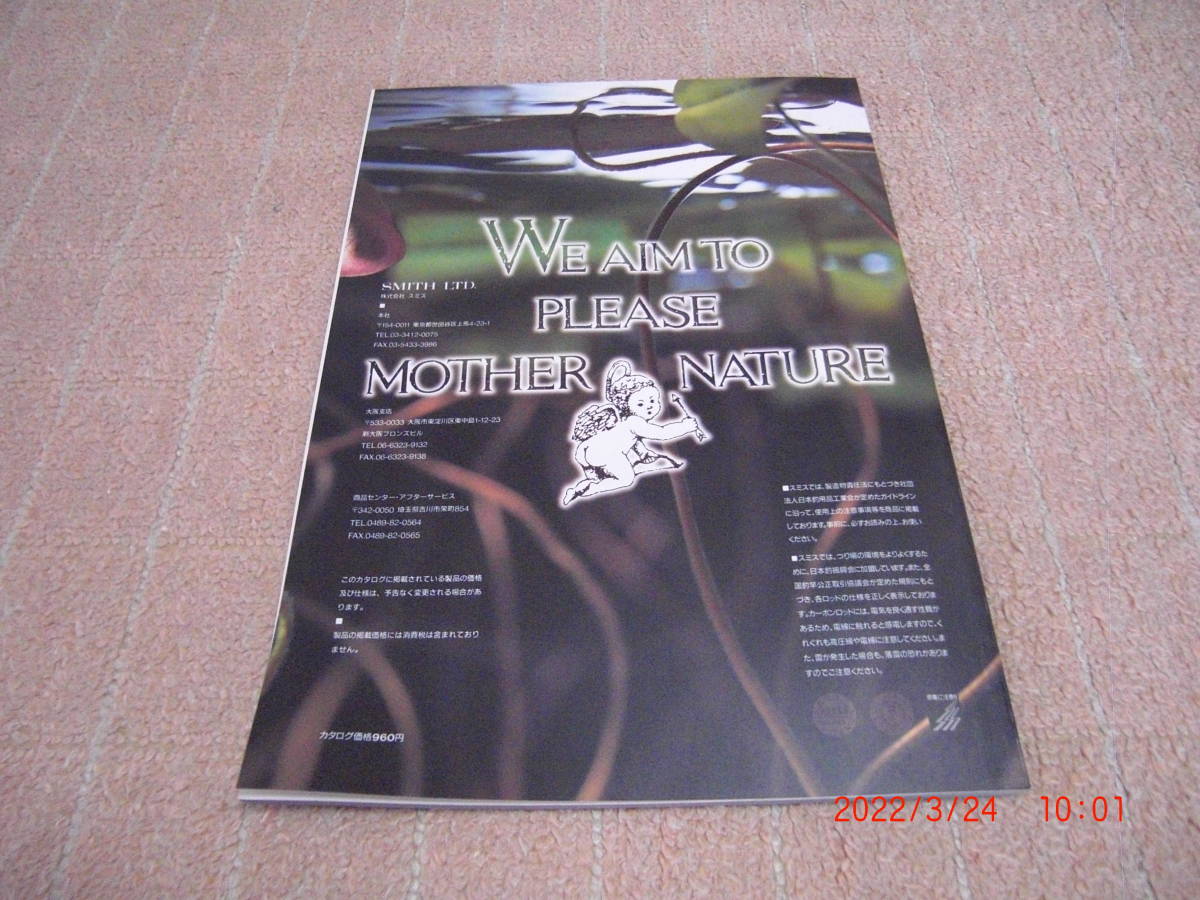 WE AIM TO
PLEASE
MOTHER NATURE
SMITH LTD.
株式会社 スミス
■
本社
〒154-0011 東京都世田谷区上馬4-23-1
TEL.03-3412-0075
FAX.03-5433-3986
大阪支店
〒533-0033 大阪市東淀川区東中島1-12-23
新大阪ブロンズビル
TEL.06-6323-9132
FAX.06-6323-9138
商品センター・アフターサービス
〒342-0050 埼玉県吉川市栄町854
TEL.0489-82-0564
FAX.0489-82-0565
このカタログに掲載されている製品の価格
及び仕様は、予告なく変更される場合があ
ります。
■
製品の掲載価格には消費税は含まれており
ません。
カタログ価格960円
■スミスでは、製造物責任法にもとづき社団
法人日本釣用品工業会が定めたガイドライン
に沿って、使用上の注意事項等を商品に掲載
しております。事前に、必ずお読みの上、お使い
ください。
■スミスでは、つり場の環境をよりよくするた
めに、日本釣振興会に加盟しています。また、全
国釣竿公正取引協議会が定めた規則にもと
づき、各ロッドの仕様を正しく表示しておりま
す。カーボンロッドには、電気を良く通す性質が
あるため、電線に触れると感電しますので、く
れぐれも高圧線や電線に注意してください。ま
た、雷が発生した場合も、落雷の恐れがありま
すのでご注意ください。
感電に注意!!
2022/3/24 10:01